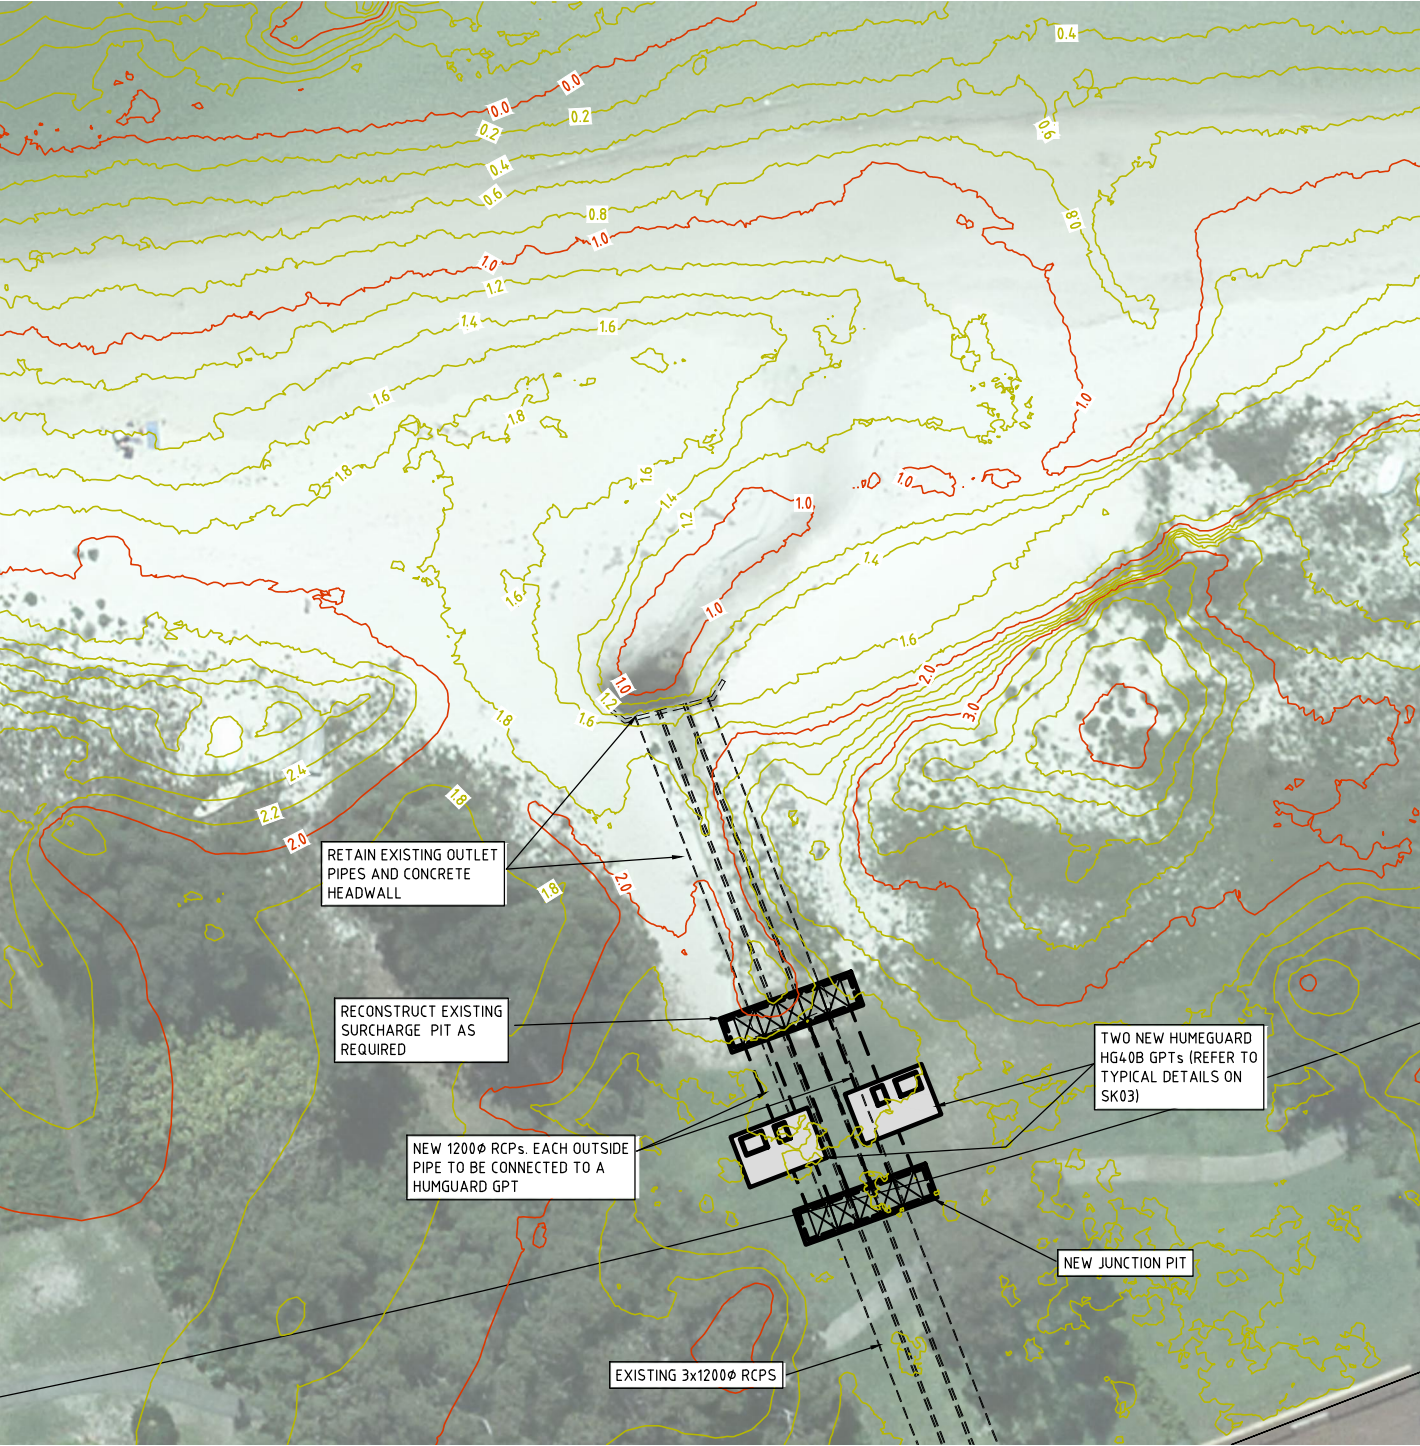 0.4
0.0
0.0
0.2
0.2
0.6
0.4
0.6
0.8
0.8
1.0
1.0
1.2
1.4
1.6
1.6
1.0
1.8
1.8
1.6
1.0
1.4
1.0
1.2
1.4
1.6
1.0
1.6
2.0
1.0
1.2
3.0
1.8
1.6
2.4
1.8
2.2
2.0
RETAIN EXISTING OUTLET
PIPES AND CONCRETE
HEADWALL
2.0
1.8
RECONSTRUCT EXISTING
SURCHARGE PIT AS
REQUIRED
TWO NEW HUMEGUARD
HG40B GPTs (REFER TO
TYPICAL DETAILS ON
SK03)
NEW 1200Ø RCPs. EACH OUTSIDE
PIPE TO BE CONNECTED TO A
HUMGUARD GPT
NEW JUNCTION PIT
EXISTING 3x1200Ø RCPS